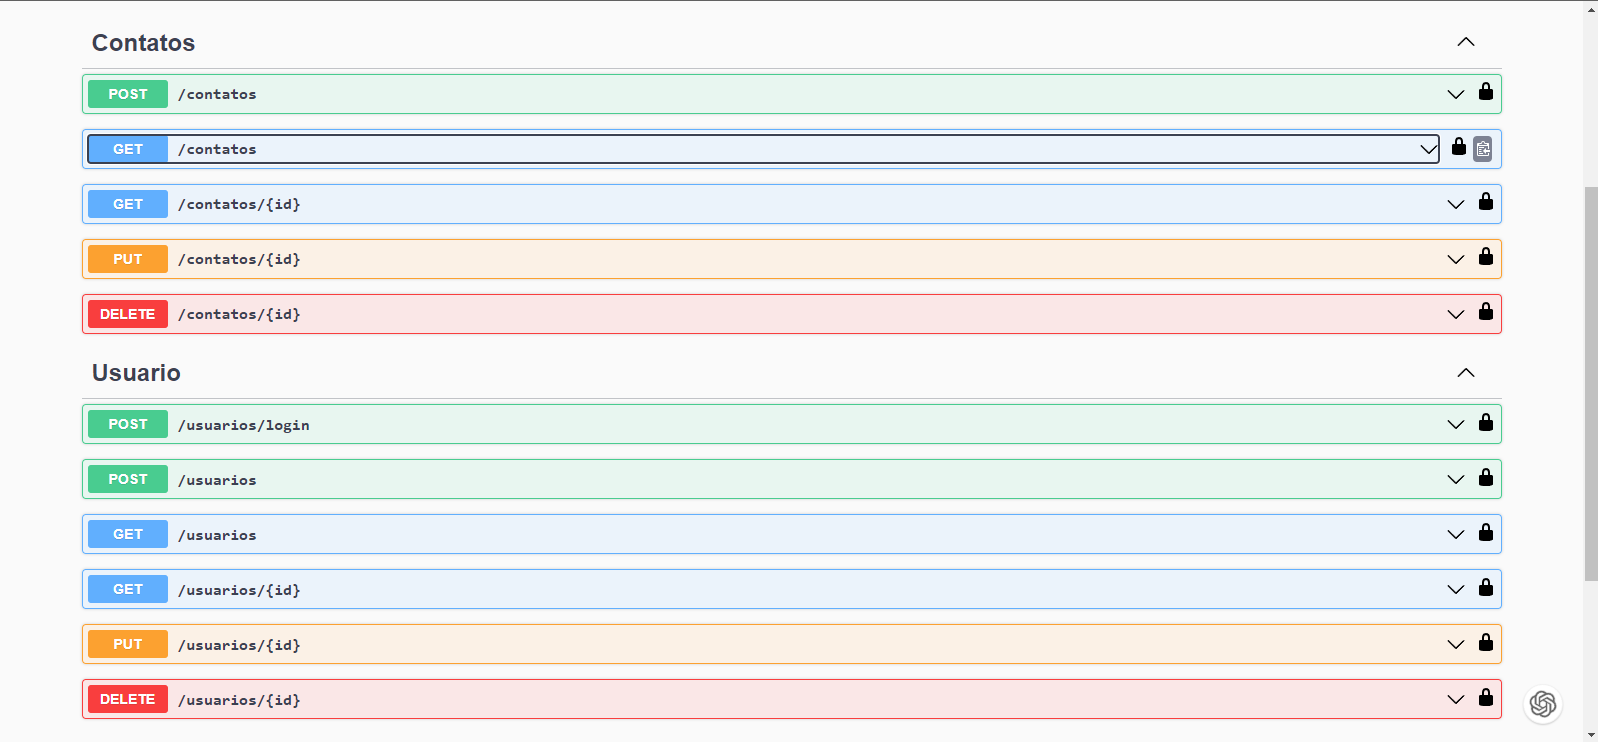 Contatos
POST /contatos
GET /contatos
GET /contatos/{id}
PUT /contatos/{id}
DELETE /contatos/{id}
Usuario
POST /usuarios/login
POST /usuarios
GET /usuarios
GET /usuarios/{id}
PUT /usuarios/{id}
DELETE /usuarios/{id}